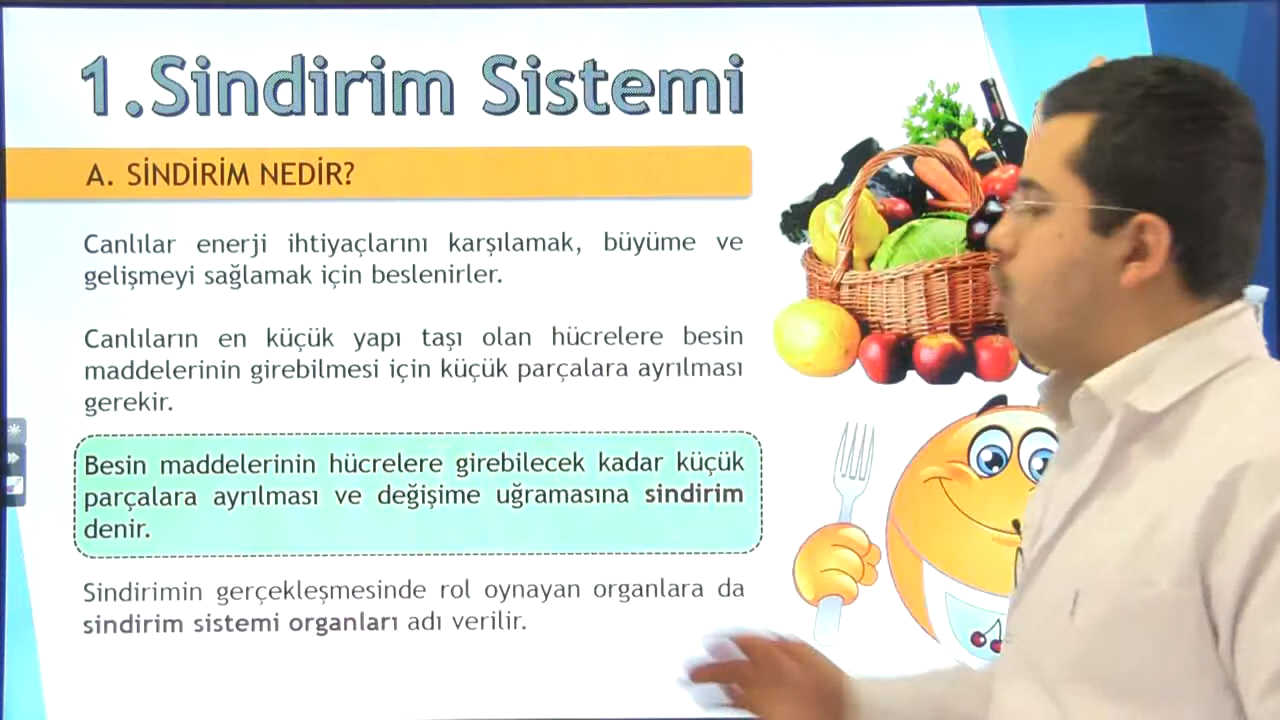 1.Sindirim Sistemi
A. SİNDİRİM NEDİR?
Canlılar enerji ihtiyaçlarını karşılamak, büyüme ve
gelişmeyi sağlamak için beslenirler.
Canlıların en küçük yapı taşı olan hücrelere besin
maddelerinin girebilmesi için küçük parçalara ayrılması
gerekir.
Besin maddelerinin hücrelere girebilecek kadar küçük
parçalara ayrılması ve değişime uğramasına sindirim
denir.
Sindirimin gerçekleşmesinde rol oynayan organlara da
sindirim sistemi organları adı verilir.